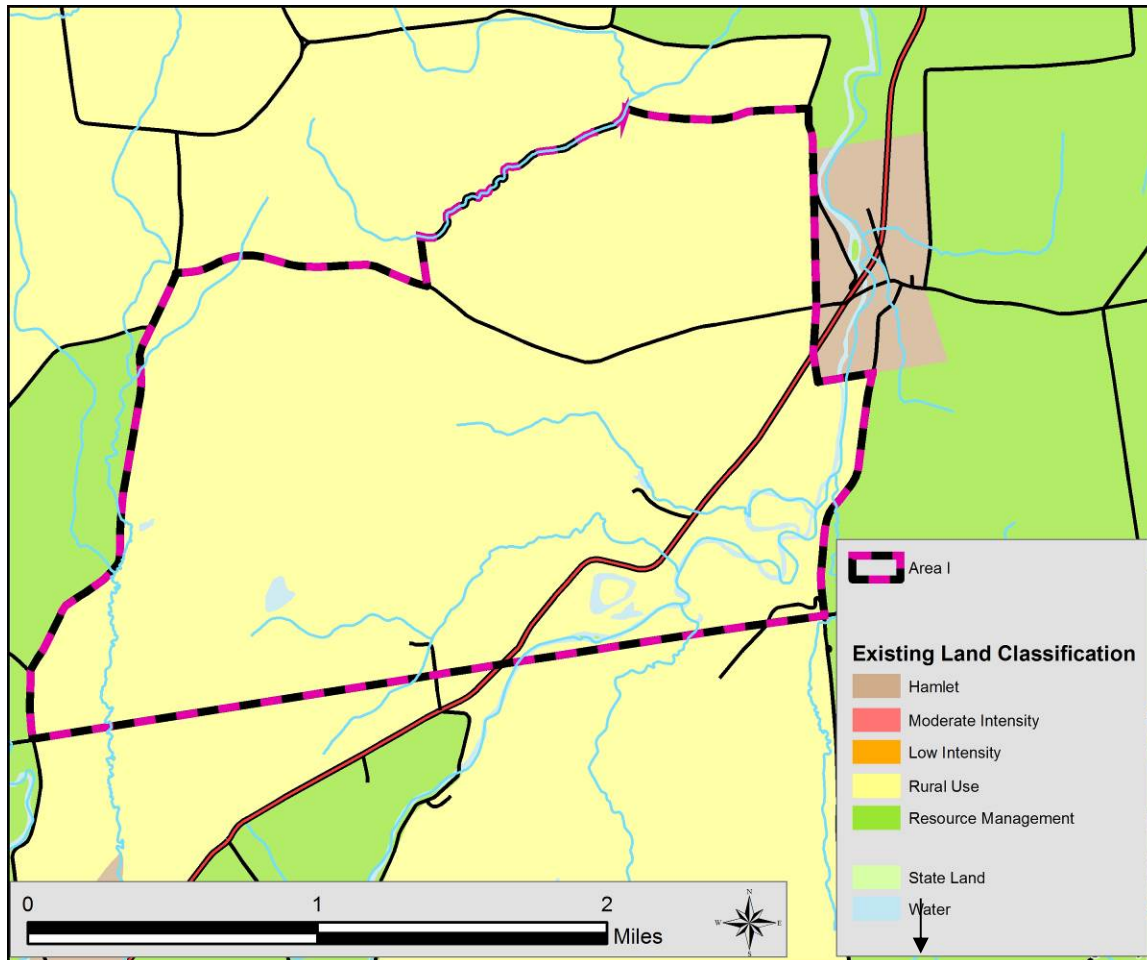 Area I
Existing Land Classification
Hamlet
Moderate Intensity
Low Intensity
Rural Use
Resource Management
State Land
Water
0 1 2
Miles
N
W E
S